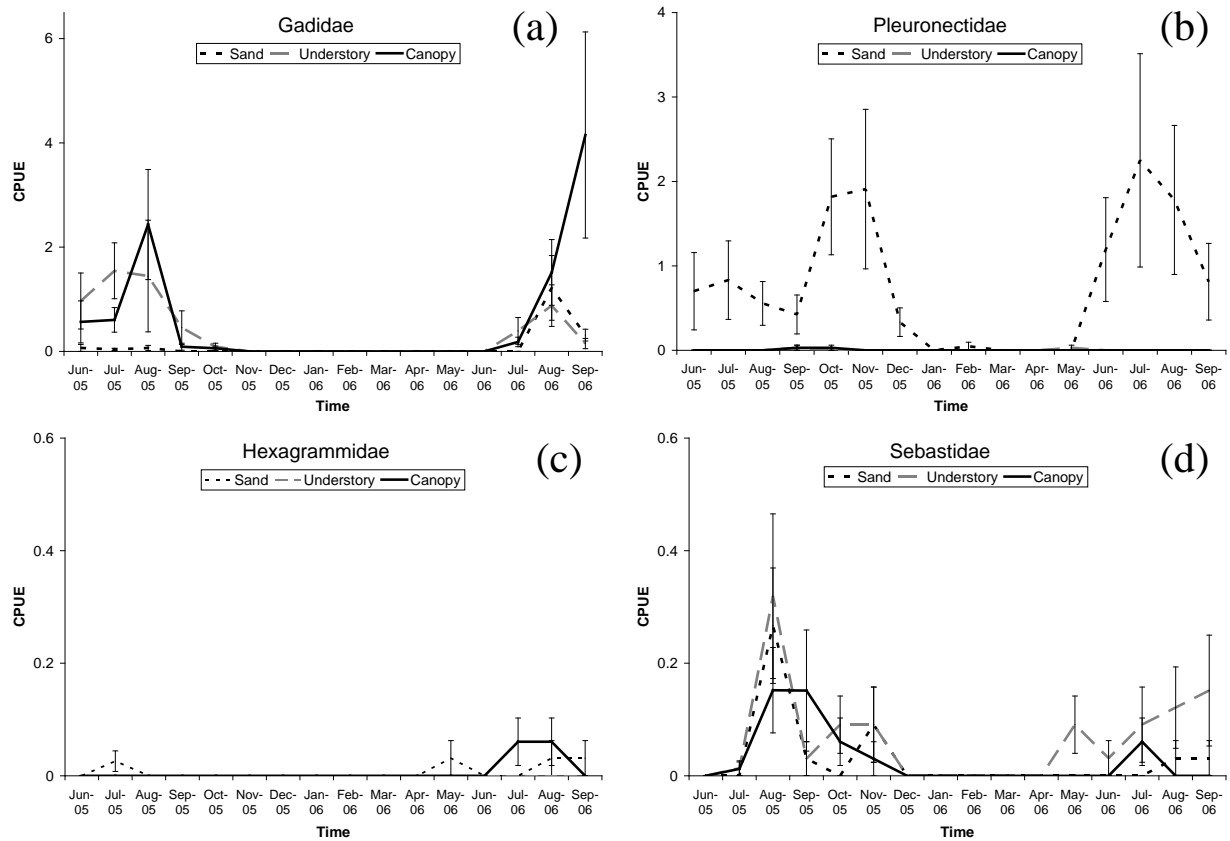 Gadidae
(a)
Sand Understory Canopy
6
4
2
0
CPUE
Jun-05 Jul-05 Aug-05 Sep-05 Oct-05 Nov-05 Dec-05 Jan-06 Feb-06 Mar-06 Apr-06 May-06 Jun-06 Jul-06 Aug-06 Sep-06
Time
Pleuronectidae
(b)
Sand Understory Canopy
4
3
2
1
0
CPUE
Jun-05 Jul-05 Aug-05 Sep-05 Oct-05 Nov-05 Dec-05 Jan-06 Feb-06 Mar-06 Apr-06 May-06 Jun-06 Jul-06 Aug-06 Sep-06
Time
Hexagrammidae
(c)
Sand Understory Canopy
0.6
0.4
0.2
0
CPUE
Jun-05 Jul-05 Aug-05 Sep-05 Oct-05 Nov-05 Dec-05 Jan-06 Feb-06 Mar-06 Apr-06 May-06 Jun-06 Jul-06 Aug-06 Sep-06
Time
Sebastidae
(d)
Sand Understory Canopy
0.6
0.4
0.2
0
CPUE
Jun-05 Jul-05 Aug-05 Sep-05 Oct-05 Nov-05 Dec-05 Jan-06 Feb-06 Mar-06 Apr-06 May-06 Jun-06 Jul-06 Aug-06 Sep-06
Time